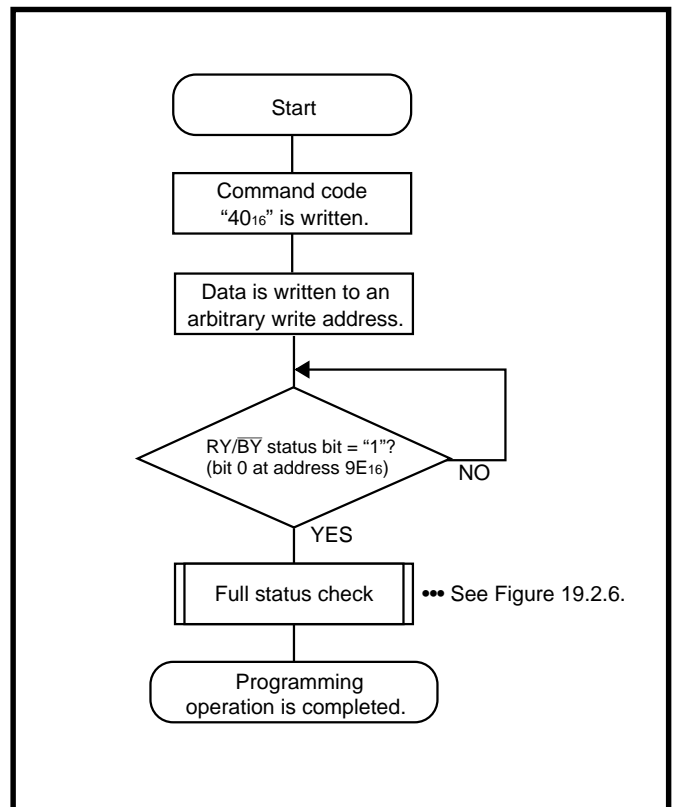 Start
Command code
“40₁₆” is written.
Data is written to an
arbitrary write address.
RY/B̅Y̅ status bit = “1”?
(bit 0 at address 9E₁₆)
NO
YES
Full status check
••• See Figure 19.2.6.
Programming
operation is completed.